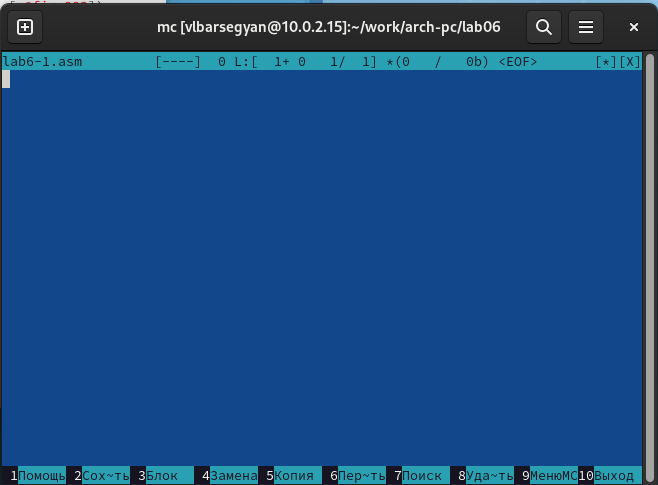 mc [vlbarsegyan@10.0.2.15]:~/work/arch-pc/lab06
lab6-1.asm [----] 0 L:[ 1+ 0 1/ 1] *(0 / 0b) <EOF> [*][X]
1Помощь 2Сох~ть 3Блок 4Замена 5Копия 6Пер~ть 7Поиск 8Уда~ть 9МенюМС 10Выход